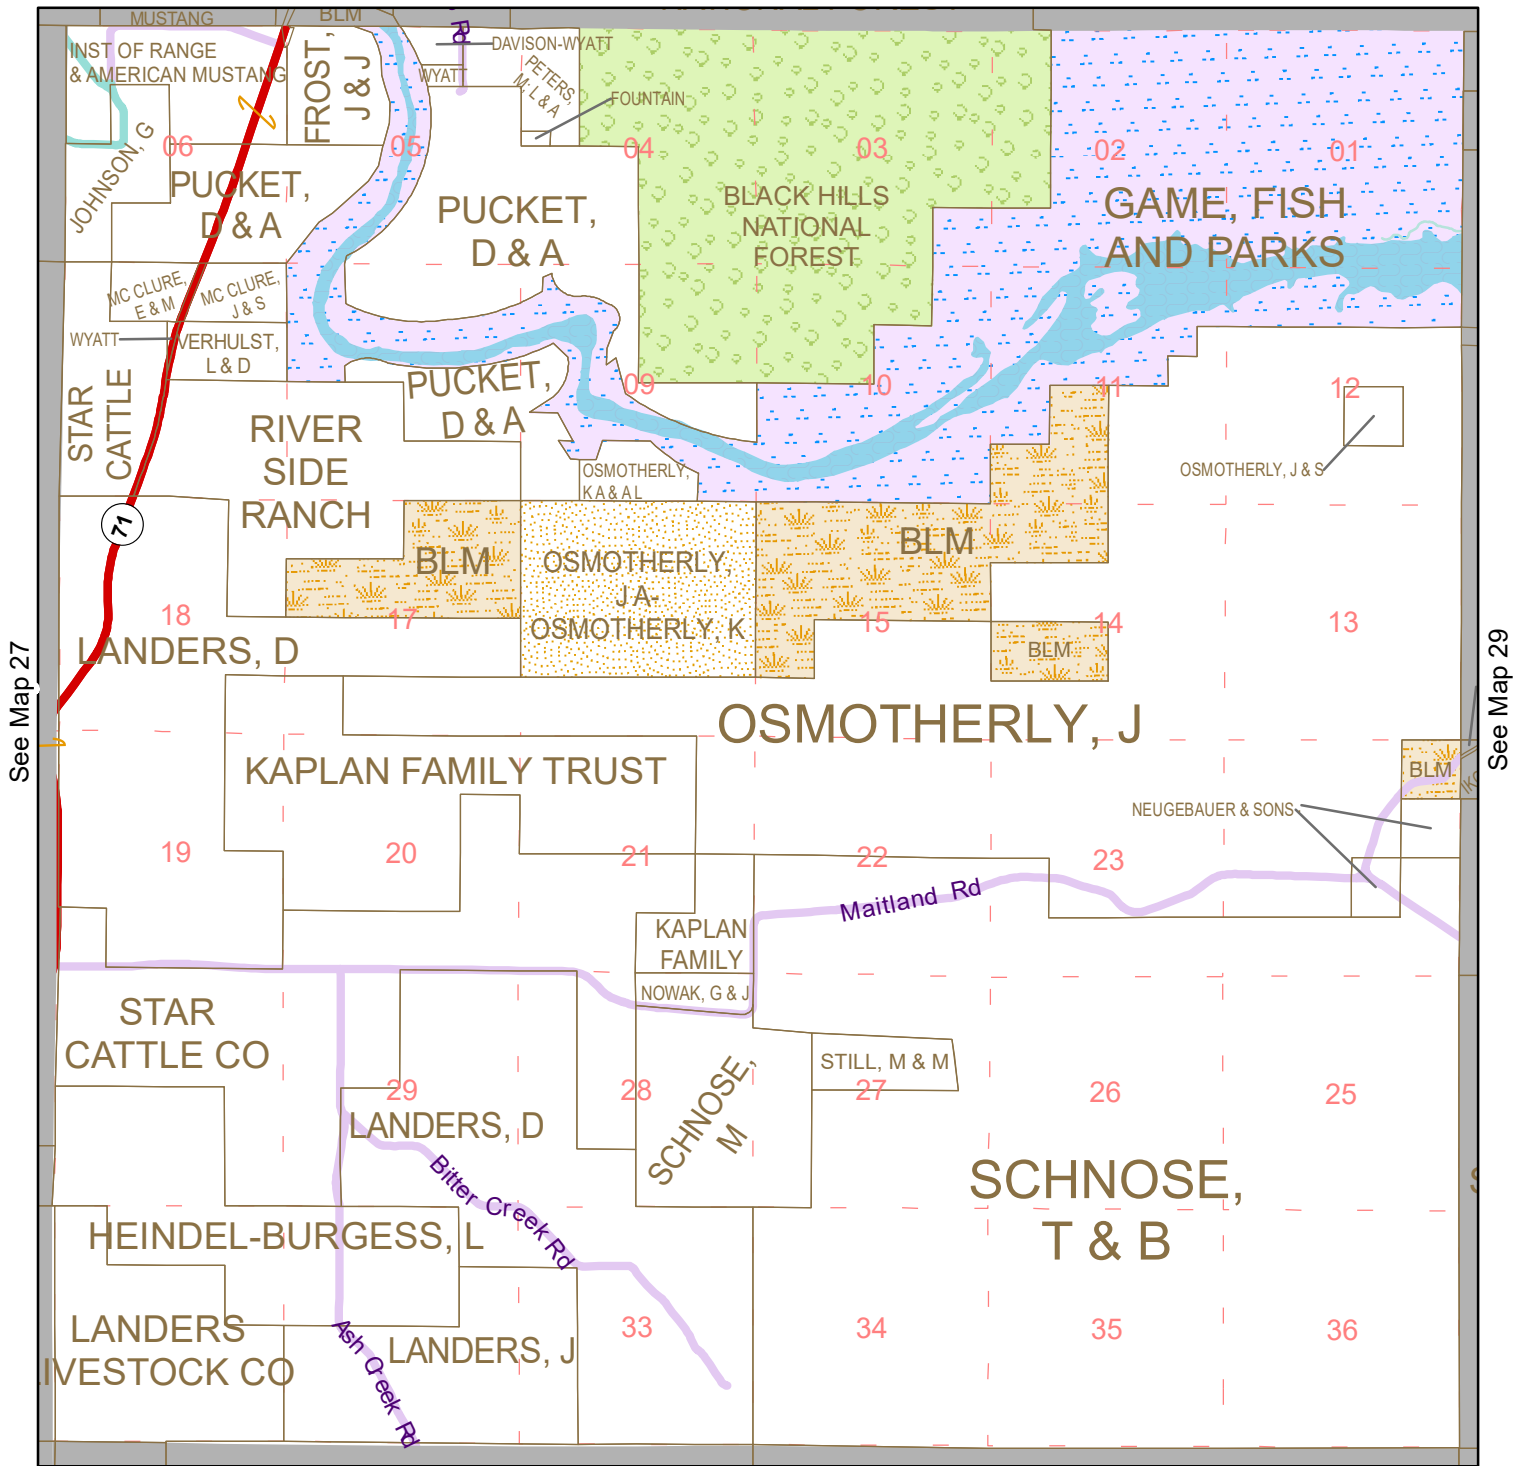 MUSTANG
BLM
Rd
INST OF RANGE
& AMERICAN MUSTANG
FROST,
J & J
DAVISON-WYATT
WYATT
PETERS,
M; L & A
FOUNTAIN
JOHNSON, G
06
05
04
03
02
01
PUCKET,
D & A
PUCKET,
D & A
BLACK HILLS
NATIONAL
FOREST
GAME, FISH
AND PARKS
MC CLURE,
E & M
MC CLURE,
J & S
WYATT
VERHULST,
L & D
STAR
CATTLE
PUCKET,
D & A
09
10
11
12
RIVER
SIDE
RANCH
OSMOTHERLY,
K A & A L
OSMOTHERLY, J & S
71
BLM
OSMOTHERLY,
J A-
OSMOTHERLY, K
BLM
18
17
15
14
13
LANDERS, D
BLM
See Map 27
See Map 29
OSMOTHERLY, J
KAPLAN FAMILY TRUST
BLM
NEUGEBAUER & SONS
19
20
21
22
23
Maitland Rd
KAPLAN
FAMILY
NOWAK, G & J
STAR
CATTLE CO
SCHNOSE,
M
STILL, M & M
29
28
27
26
25
LANDERS, D
Bitter Creek Rd
SCHNOSE,
T & B
HEINDEL-BURGESS, L
LANDERS
IVESTOCK CO
Ash Creek Rd
LANDERS, J
33
34
35
36